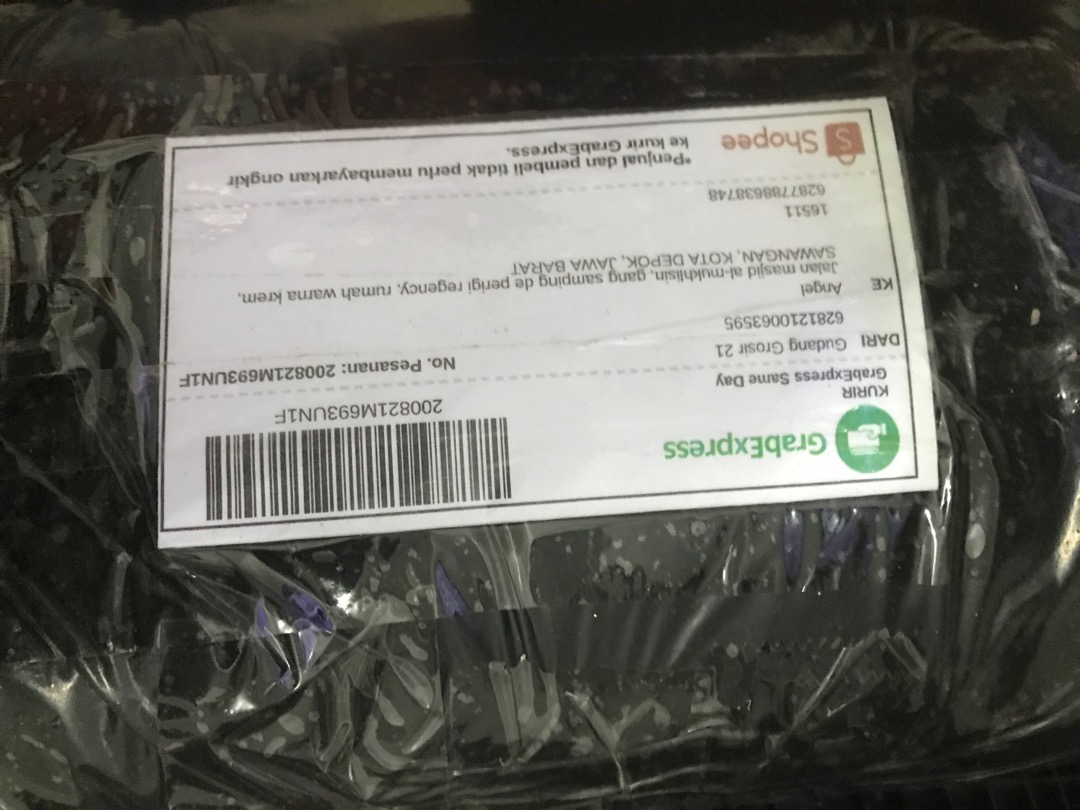 GrabExpress
200821M693UN1F
KURIR
GrabExpress Same Day
No. Pesanan: 200821M693UN1F
DARI Gudang Grosir 21
6281210063595
KE Angel
Jalan masjid al-mukhlisin, gang samping de perigi regency, rumah warna krem,
SAWANGAN, KOTA DEPOK, JAWA BARAT
16511
6287788638748
Shopee
*Penjual dan pembeli tidak perlu membayarkan ongkir
ke kurir GrabExpress.